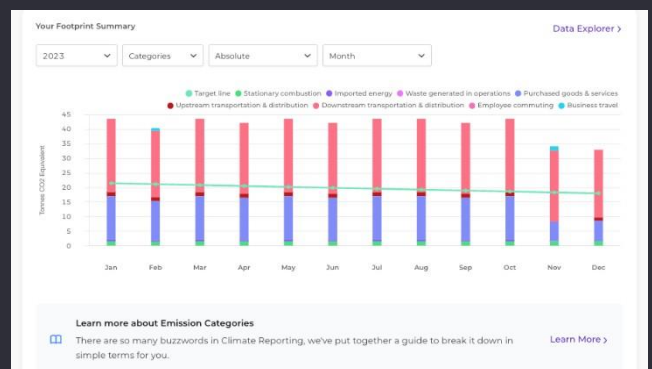 Your Footprint Summary
Data Explorer >
2023 Categories Absolute Month
Target line Stationary combustion Imported energy Waste generated in operations Purchased goods & services
Upstream transportation & distribution Downstream transportation & distribution Employee commuting Business travel
Tonnes CO2 Equivalent
45
40
35
30
25
20
15
10
5
0
Jan Feb Mar Apr May Jun Jul Aug Sep Oct Nov Dec
Learn more about Emission Categories
There are so many buzzwords in Climate Reporting, we've put together a guide to break it down in
simple terms for you.
Learn More >